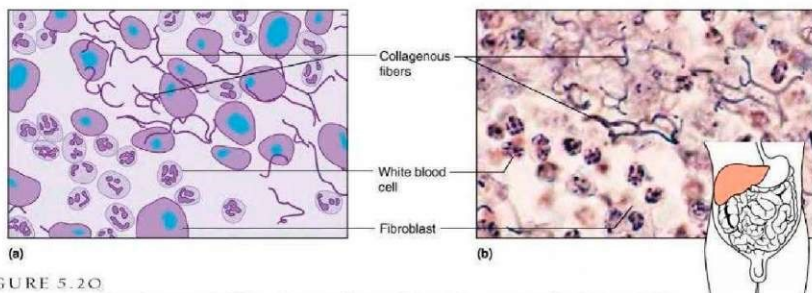 Collagenous
fibers
White blood
cell
Fibroblast
(a)
(b)
GURE 5.20